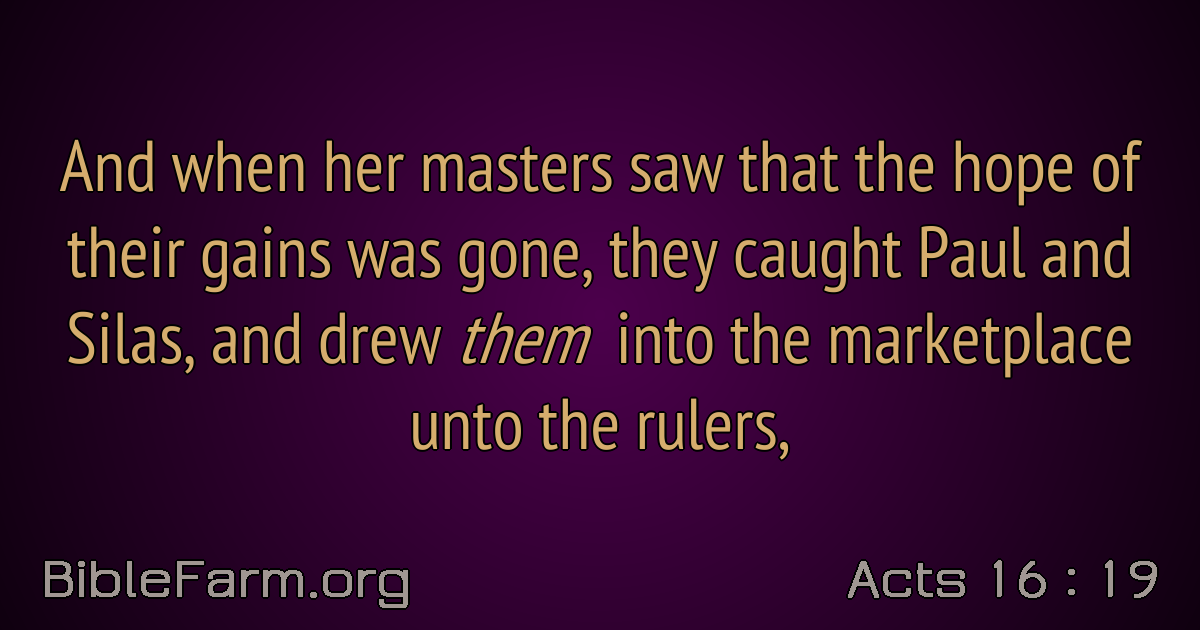 And when her masters saw that the hope of
their gains was gone, they caught Paul and
Silas, and drew them into the marketplace
unto the rulers,
BibleFarm.org
Acts 16 : 19